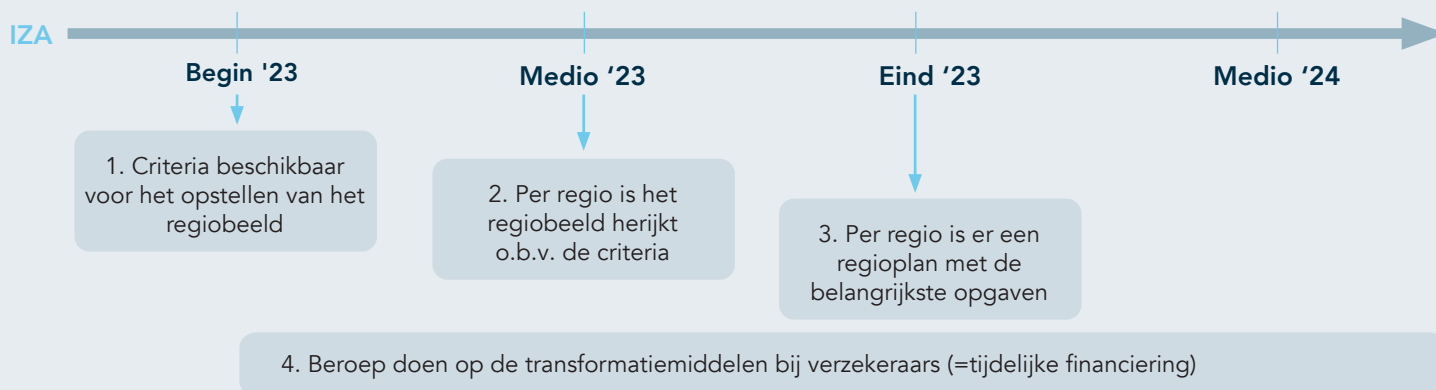 IZA
Begin '23
Medio ‘23
Eind ‘23
Medio ‘24
1. Criteria beschikbaar
voor het opstellen van het
regiobeeld
2. Per regio is het
regiobeeld herijkt
o.b.v. de criteria
3. Per regio is er een
regioplan met de
belangrijkste opgaven
4. Beroep doen op de transformatiemiddelen bij verzekeraars (=tijdelijke financiering)